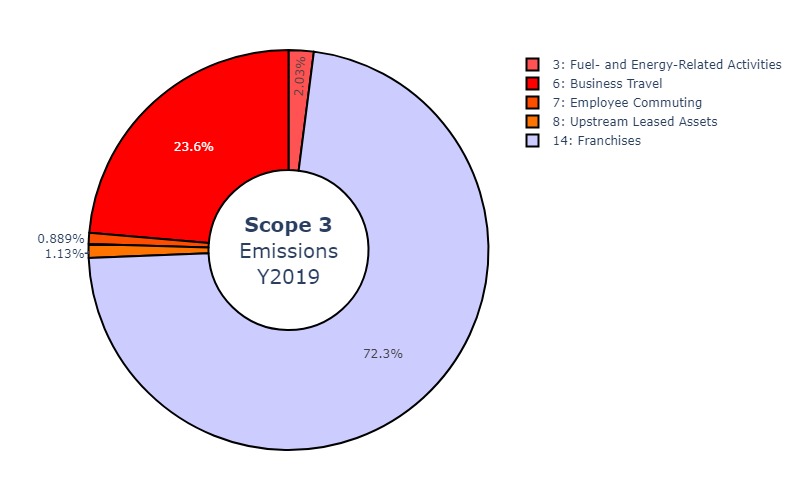 2.03%
3: Fuel- and Energy-Related Activities
6: Business Travel
7: Employee Commuting
8: Upstream Leased Assets
14: Franchises
23.6%
Scope 3
Emissions
Y2019
0.889%
1.13%
72.3%